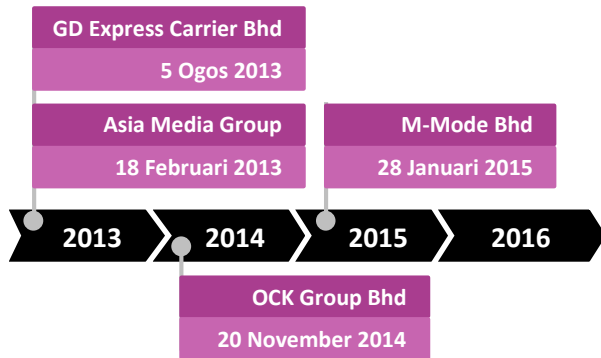 GD Express Carrier Bhd
5 Ogos 2013
Asia Media Group
18 Februari 2013
M-Mode Bhd
28 Januari 2015
2013
2014
2015
2016
OCK Group Bhd
20 November 2014